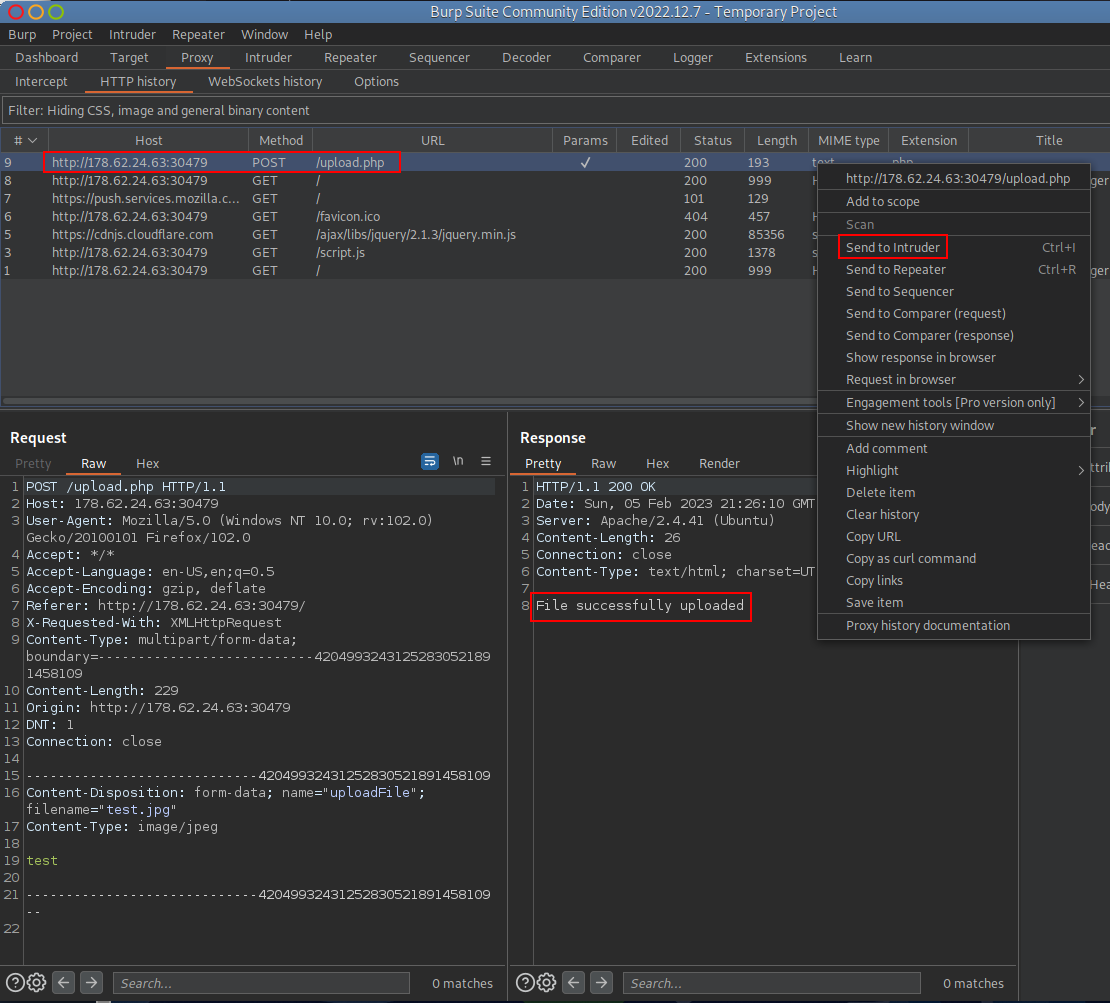 Burp Suite Community Edition v2022.12.7 - Temporary Project
Burp Project Intruder Repeater Window Help
Dashboard Target Proxy Intruder Repeater Sequencer Decoder Comparer Logger Extensions Learn
Intercept HTTP history WebSockets history Options
Filter: Hiding CSS, image and general binary content
# Host Method URL Params Edited Status Length MIME type Extension Title
9 http://178.62.24.63:30479 POST /upload.php ✓ 200 193 text php
8 http://178.62.24.63:30479 GET / 200 999 H ger
7 https://push.services.mozilla.c... GET / 101 129
6 http://178.62.24.63:30479 GET /favicon.ico 404 457 H
5 https://cdnjs.cloudflare.com GET /ajax/libs/jquery/2.1.3/jquery.min.js 200 85356 s
3 http://178.62.24.63:30479 GET /script.js 200 1378 s
1 http://178.62.24.63:30479 GET / 200 999 H ger
http://178.62.24.63:30479/upload.php
Add to scope
Scan
Send to Intruder Ctrl+I
Send to Repeater Ctrl+R
Send to Sequencer
Send to Comparer (request)
Send to Comparer (response)
Show response in browser
Request in browser >
Engagement tools [Pro version only] >
Show new history window
Add comment
Highlight >
Delete item
Clear history
Copy URL
Copy as curl command
Copy links
Save item
Proxy history documentation
Request
Pretty Raw Hex \n
1 POST /upload.php HTTP/1.1
2 Host: 178.62.24.63:30479
3 User-Agent: Mozilla/5.0 (Windows NT 10.0; rv:102.0)
Gecko/20100101 Firefox/102.0
4 Accept: */*
5 Accept-Language: en-US,en;q=0.5
6 Accept-Encoding: gzip, deflate
7 Referer: http://178.62.24.63:30479/
8 X-Requested-With: XMLHttpRequest
9 Content-Type: multipart/form-data;
boundary=---------------------------4204993243125283052189
1458109
10 Content-Length: 229
11 Origin: http://178.62.24.63:30479
12 DNT: 1
13 Connection: close
14
15 -----------------------------42049932431252830521891458109
16 Content-Disposition: form-data; name="uploadFile";
filename="test.jpg"
17 Content-Type: image/jpeg
18
19 test
20
21 -----------------------------42049932431252830521891458109
--
22
Response
Pretty Raw Hex Render
1 HTTP/1.1 200 OK
2 Date: Sun, 05 Feb 2023 21:26:10 GMT
3 Server: Apache/2.4.41 (Ubuntu)
4 Content-Length: 26
5 Connection: close
6 Content-Type: text/html; charset=UT
7
8 File successfully uploaded
r
ttri
ody
ead
Hea
? Search... 0 matches
? Search... 0 matches